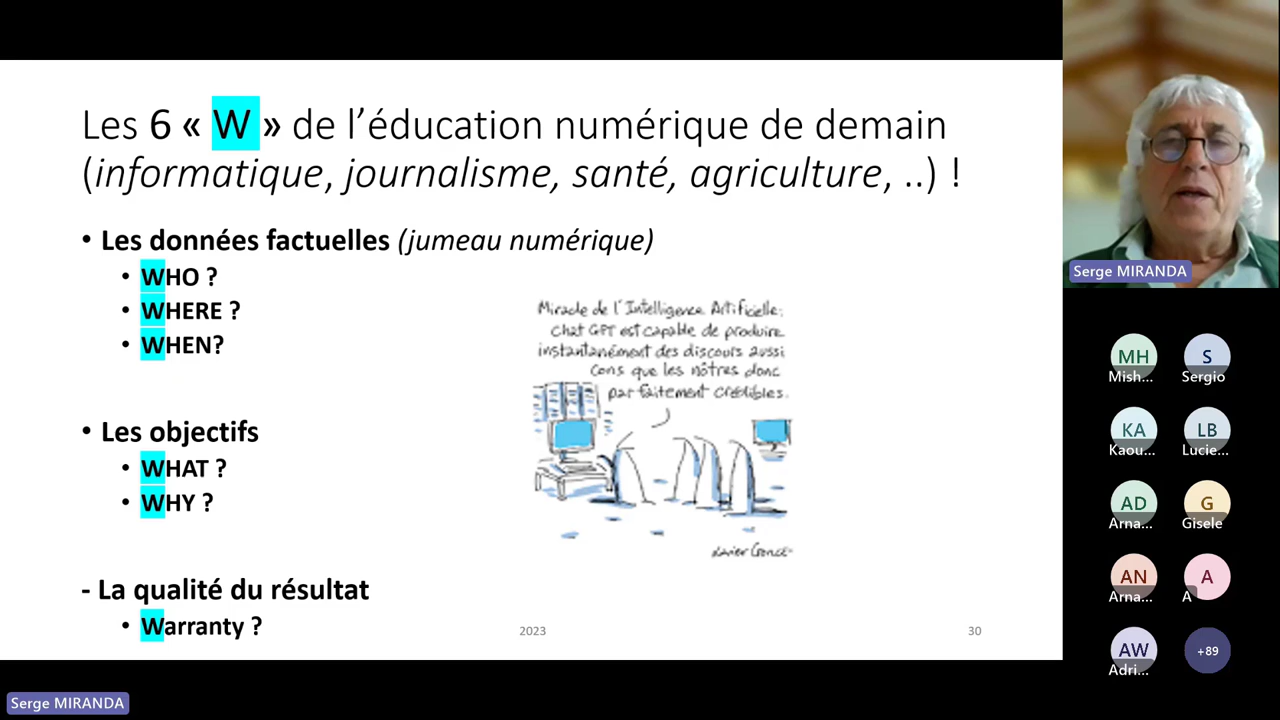 Les 6 « W » de l’éducation numérique de demain
(informatique, journalisme, santé, agriculture, ..) !
• Les données factuelles (jumeau numérique)
• WHO ?
• WHERE ?
• WHEN?
• Les objectifs
• WHAT ?
• WHY ?
- La qualité du résultat
• Warranty ?
Miracle de l'Intelligence Artificielle:
chat GPT est capable de produire
instantanément des discours aussi
cons que les nôtres donc
parfaitement crédibles.
2023
30
Serge MIRANDA
MH
Mish...
S
Sergio
KA
Kaou...
LB
Lucie...
AD
Arna...
G
Gisele
AN
Arna...
A
A
AW
Adri...
+89
Serge MIRANDA